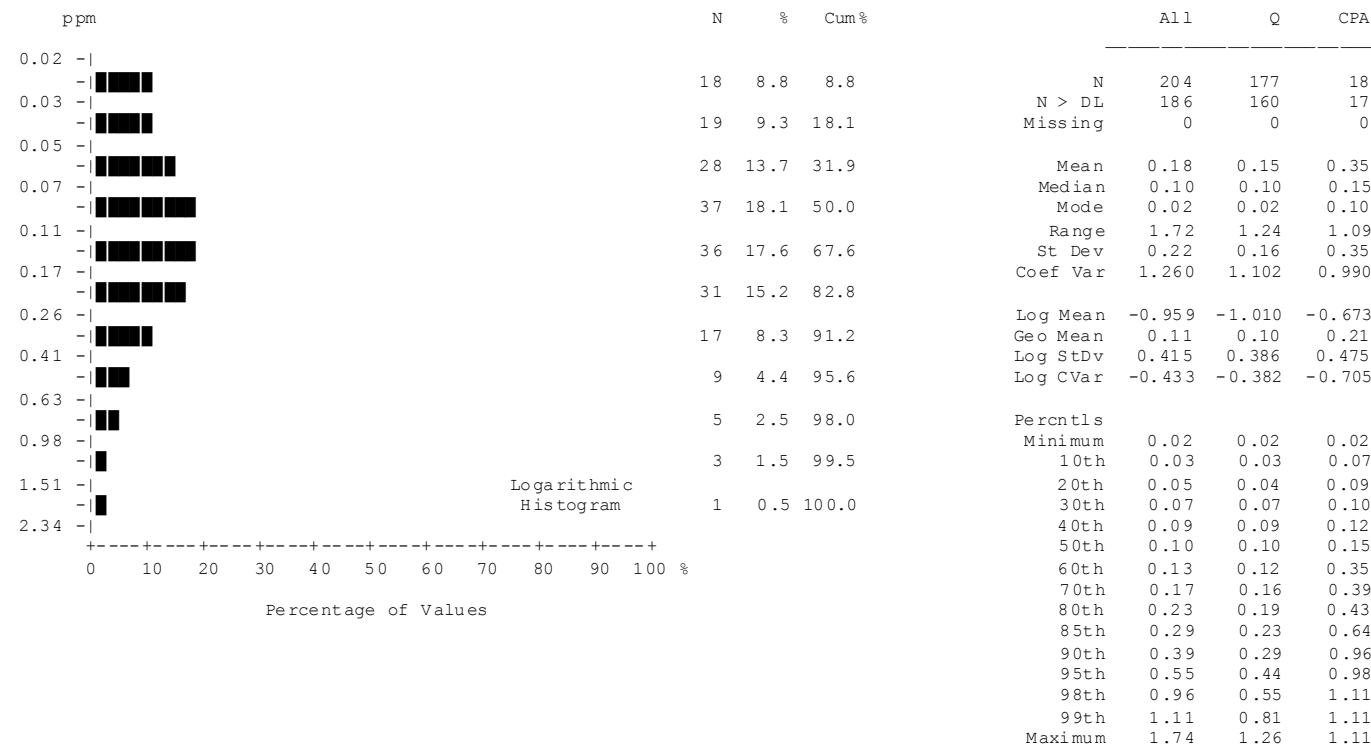 ppm N % Cum% All Q CPA
0.02 -|
-| 18 8.8 8.8 N 204 177 18
0.03 -| N > DL 186 160 17
-| 19 9.3 18.1 Missing 0 0 0
0.05 -|
-| 28 13.7 31.9 Mean 0.18 0.15 0.35
0.07 -| Median 0.10 0.10 0.15
-| 37 18.1 50.0 Mode 0.02 0.02 0.10
0.11 -| Range 1.72 1.24 1.09
-| 36 17.6 67.6 St Dev 0.22 0.16 0.35
0.17 -| Coef Var 1.260 1.102 0.990
-| 31 15.2 82.8
0.26 -| Log Mean -0.959 -1.010 -0.673
-| 17 8.3 91.2 Geo Mean 0.11 0.10 0.21
0.41 -| Log StDv 0.415 0.386 0.475
-| 9 4.4 95.6 Log CVar -0.433 -0.382 -0.705
0.63 -|
-| 5 2.5 98.0 Percntls
0.98 -| Minimum 0.02 0.02 0.02
-| 3 1.5 99.5 10th 0.03 0.03 0.07
1.51 -| Logarithmic 20th 0.05 0.04 0.09
-| Histogram 1 0.5 100.0 30th 0.07 0.07 0.10
2.34 -| 40th 0.09 0.09 0.12
+----+----+----+----+----+----+----+----+----+----+ 50th 0.10 0.10 0.15
0 10 20 30 40 50 60 70 80 90 100 % 60th 0.13 0.12 0.35
70th 0.17 0.16 0.39
Percentage of Values 80th 0.23 0.19 0.43
85th 0.29 0.23 0.64
90th 0.39 0.29 0.96
95th 0.55 0.44 0.98
98th 0.96 0.55 1.11
99th 1.11 0.81 1.11
Maximum 1.74 1.26 1.11